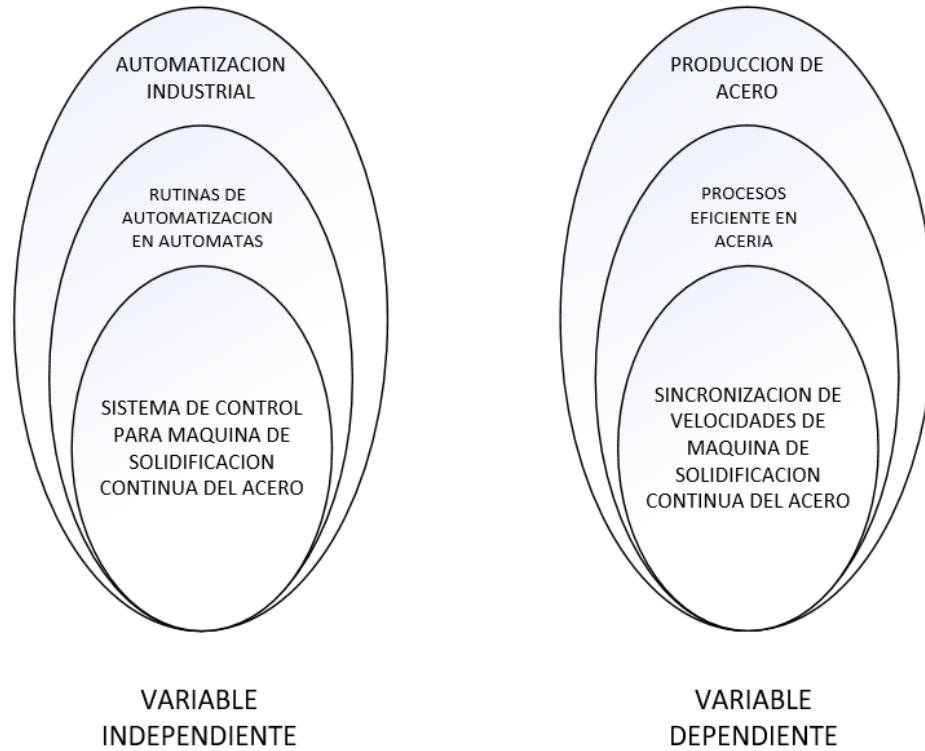 AUTOMATIZACION
INDUSTRIAL
RUTINAS DE
AUTOMATIZACION
EN AUTOMATAS
SISTEMA DE CONTROL
PARA MAQUINA DE
SOLIDIFICACION
CONTINUA DEL ACERO
VARIABLE
INDEPENDIENTE
PRODUCCION DE
ACERO
PROCESOS
EFICIENTE EN
ACERIA
SINCRONIZACION DE
VELOCIDADES DE
MAQUINA DE
SOLIDIFICACION
CONTINUA DEL ACERO
VARIABLE
DEPENDIENTE